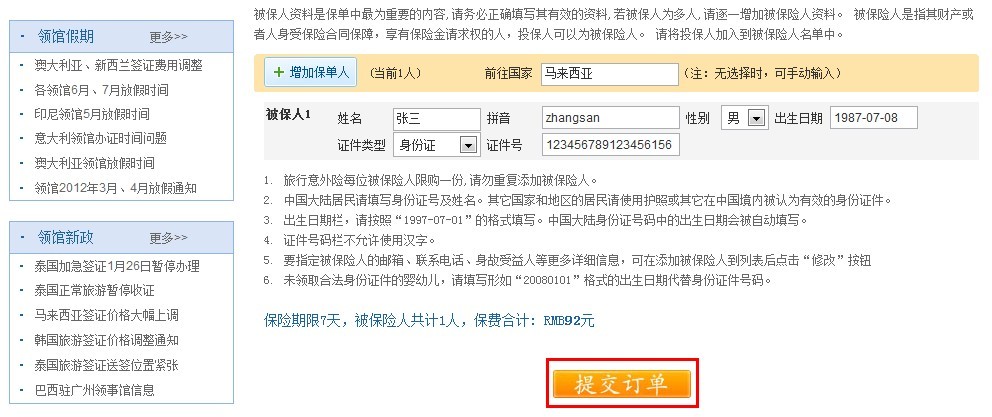 · 领馆假期 更多>>
· 澳大利亚、新西兰签证费用调整
· 各领馆6月、7月放假时间
· 印尼领馆5月放假时间
· 意大利领馆办证时间问题
· 澳大利亚领馆放假时间
· 领馆2012年3月、4月放假通知
· 领馆新政 更多>>
· 泰国加急签证1月26日暂停办理
· 泰国正常旅游暂停收证
· 马来西亚签证价格大幅上调
· 韩国旅游签证价格调整通知
· 泰国旅游签证送签位置紧张
· 巴西驻广州领事馆信息
被保人资料是保单中最为重要的内容,请务必正确填写其有效的资料,若被保人为多人,请逐一增加被保险人资料。 被保险人是指其财产或
者人身受保险合同保障，享有保险金请求权的人，投保人可以为被保险人。 请将投保人加入到被保险人名单中。
+ 增加保单人 (当前1人) 前往国家 马来西亚 (注：无选择时，可手动输入)
被保人1 姓名 张三 拼音 zhangsan 性别 男 出生日期 1987-07-08
证件类型 身份证 证件号 123456789123456156
1. 旅行意外险每位被保险人限购一份,请勿重复添加被保险人。
2. 中国大陆居民请填写身份证号及姓名。其它国家和地区的居民请使用护照或其它在中国境内被认为有效的身份证件。
3. 出生日期栏，请按照“1997-07-01”的格式填写。中国大陆身份证号码中的出生日期会被自动填写。
4. 证件号码栏不允许使用汉字。
5. 要指定被保险人的邮箱、联系电话、身故受益人等更多详细信息，可在添加被保险人到列表后点击“修改”按钮
6. 未领取合法身份证件的婴幼儿，请填写形如“20080101”格式的出生日期代替身份证件号码。
保险期限7天，被保险人共计1人，保费合计: RMB92元
提交订单